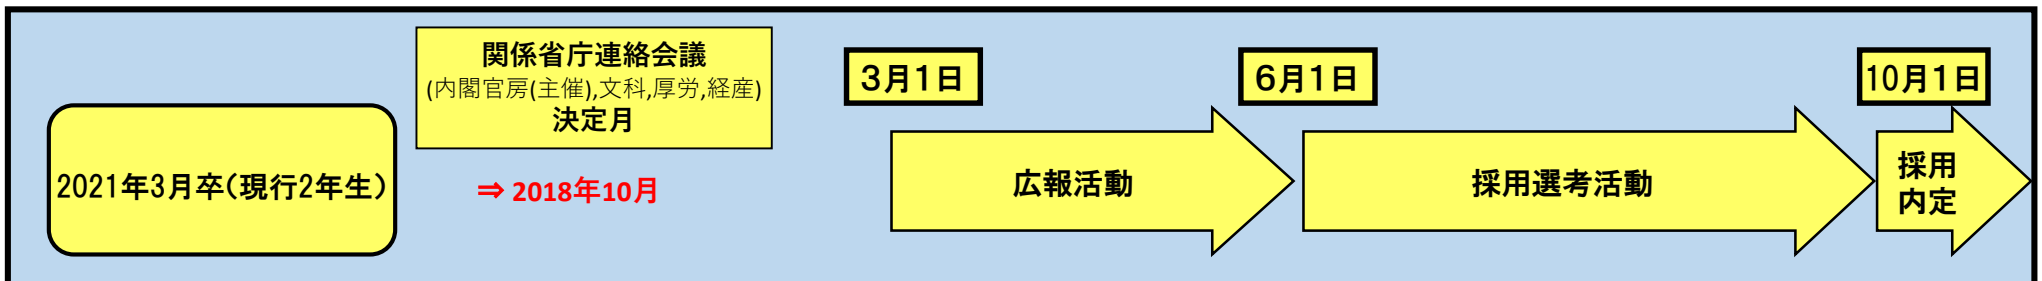 関係省庁連絡会議
(内閣官房(主催),文科,厚労,経産)
決定月
3月1日
6月1日
10月1日
2021年3月卒(現行2年生)
⇒ 2018年10月
広報活動
採用選考活動
採用
内定